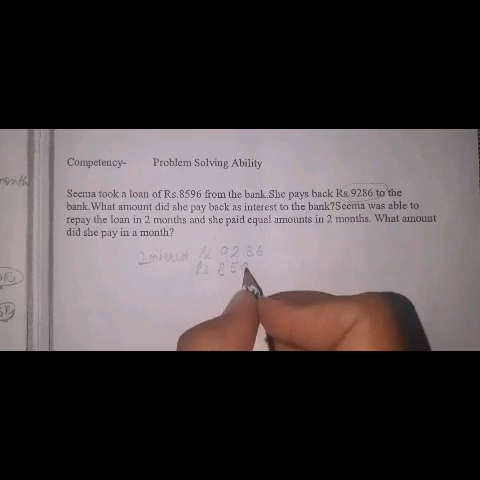 Competency- Problem Solving Ability
Seema took a loan of Rs.8596 from the bank.She pays back Rs.9286 to the
bank.What amount did she pay back as interest to the bank?Seema was able to
repay the loan in 2 months and she paid equal amounts in 2 months. What amount
did she pay in a month?
Interest Rs 9286
Rs 859